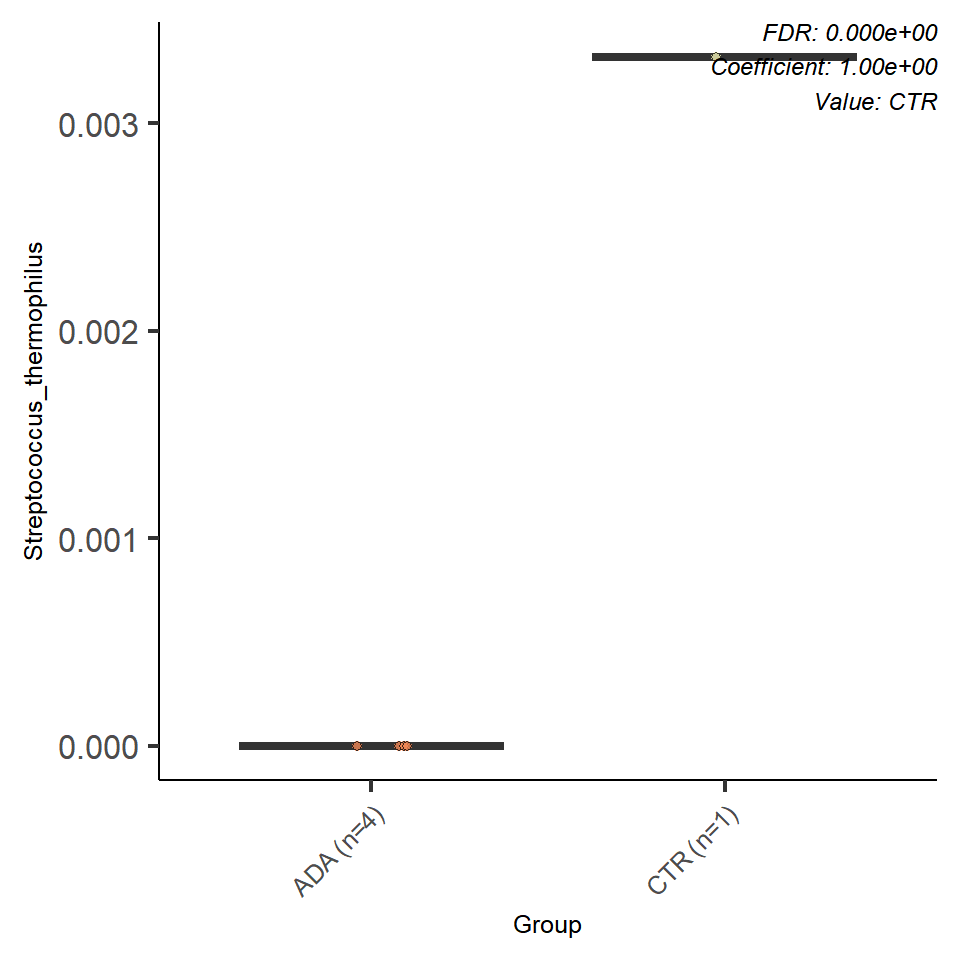 FDR: 0.000e+00
Coefficient: 1.00e+00
Value: CTR
0.003
0.002
0.001
0.000
Streptococcus_thermophilus
ADA (n=4)
CTR (n=1)
Group